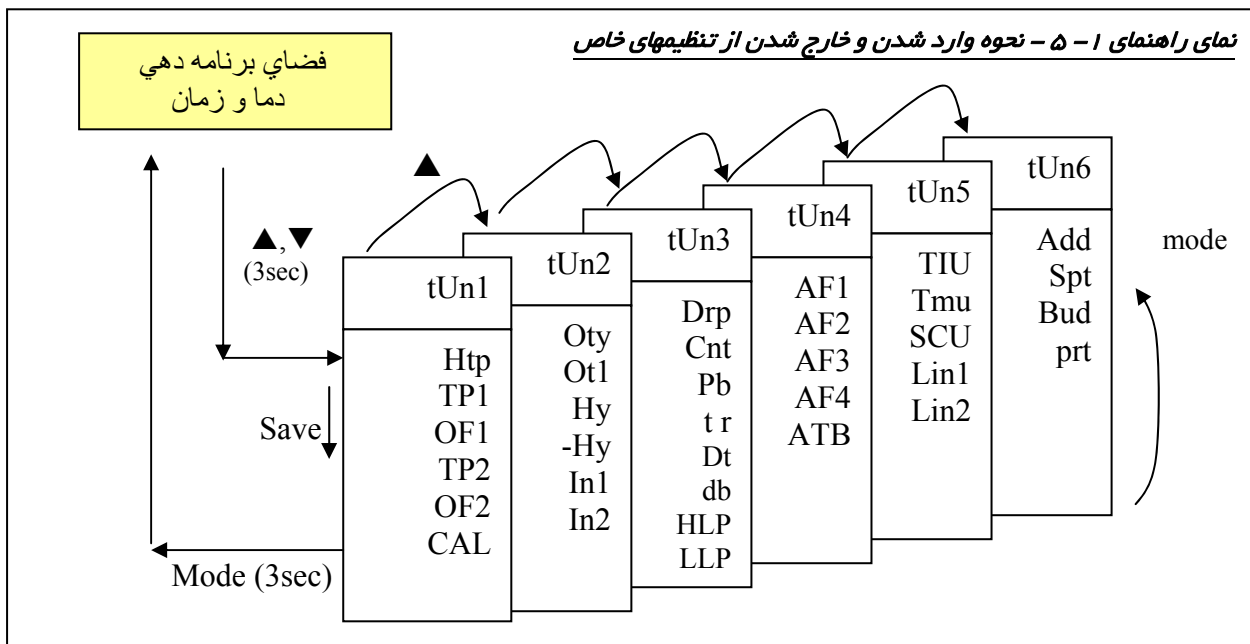 نمای راهنمای ۱ – ۵ – نحوه وارد شدن و خارج شدن از تنظیمهای خاص
فضاي برنامه دهي
دما و زمان
▲,▼
(3sec)
Save
Mode (3sec)
▲
mode
tUn1
Htp
TP1
OF1
TP2
OF2
CAL
tUn2
Oty
Ot1
Hy
-Hy
In1
In2
tUn3
Drp
Cnt
Pb
t r
Dt
db
HLP
LLP
tUn4
AF1
AF2
AF3
AF4
ATB
tUn5
TIU
Tmu
SCU
Lin1
Lin2
tUn6
Add
Spt
Bud
prt